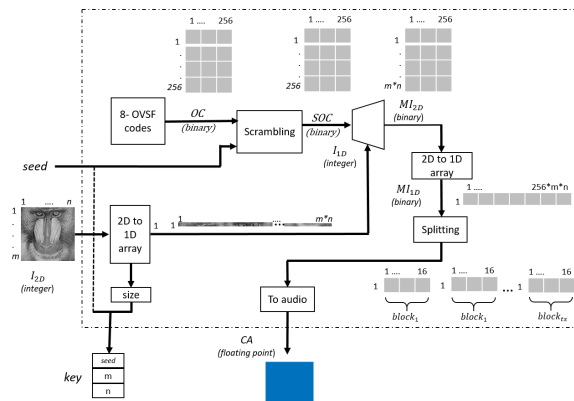 1 .... 256
1 .... 256
1 .... 256
1
.
.
256
1
.
.
256
1
.
.
m*n
8- OVSF
codes
OC
(binary)
Scrambling
SOC
(binary)
MI2D
(binary)
I1D
(integer)
seed
2D to 1D
array
MI1D
(binary)
1 .... 256*m*n
1
Splitting
1 .... n
1
.
.
.
m
I2D
(integer)
2D to
1D
array
1
1
1
....
m*n
size
To audio
1 .... 16
1
block1
1 .... 16
1
block1
...
1 .... 16
1
blocktx
CA
(floating point)
key
seed
m
n